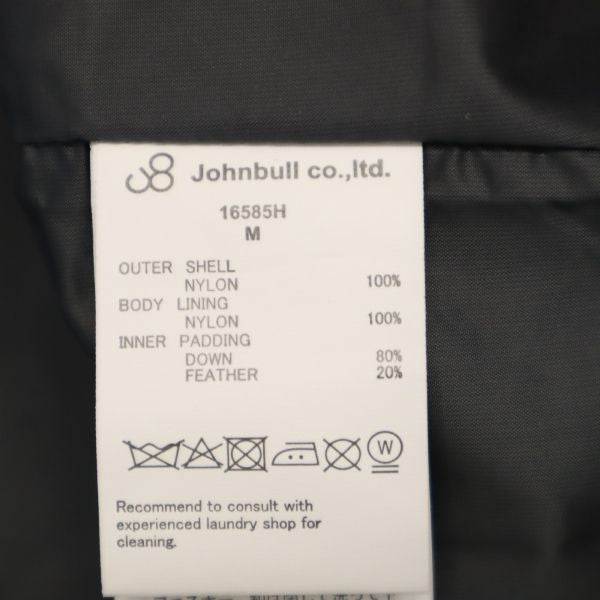 Johnbull co.,ltd.
16585H
M
OUTER SHELL
NYLON 100%
BODY LINING
NYLON 100%
INNER PADDING
DOWN 80%
FEATHER 20%
W
Recommend to consult with
experienced laundry shop for
cleaning.